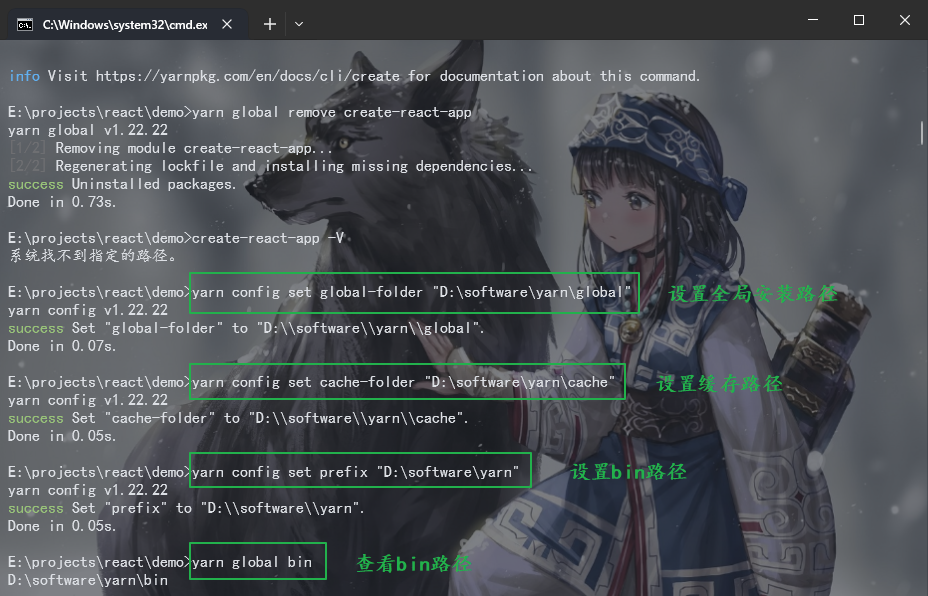 C:\Windows\system32\cmd.ex
info Visit https://yarnpkg.com/en/docs/cli/create for documentation about this command.
E:\projects\react\demo>yarn global remove create-react-app
yarn global v1.22.22
[1/2] Removing module create-react-app...
[2/2] Regenerating lockfile and installing missing dependencies...
success Uninstalled packages.
Done in 0.73s.
E:\projects\react\demo>create-react-app -V
系统找不到指定的路径。
E:\projects\react\demo>yarn config set global-folder "D:\software\yarn\global" 设置全局安装路径
yarn config v1.22.22
success Set "global-folder" to "D:\\software\\yarn\\global".
Done in 0.07s.
E:\projects\react\demo>yarn config set cache-folder "D:\software\yarn\cache" 设置缓存路径
yarn config v1.22.22
success Set "cache-folder" to "D:\\software\\yarn\\cache".
Done in 0.05s.
E:\projects\react\demo>yarn config set prefix "D:\software\yarn" 设置bin路径
yarn config v1.22.22
success Set "prefix" to "D:\\software\\yarn".
Done in 0.05s.
E:\projects\react\demo>yarn global bin 查看bin路径
D:\software\yarn\bin